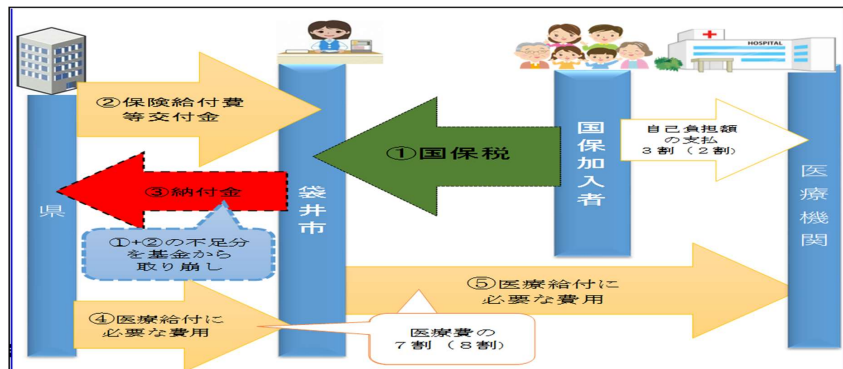 HOSPITAL
②保険給付費
等交付金
①国保税
国保加入者
自己負担額
の支払
3割(2割)
医療機関
③納付金
袋井市
県
①+②の不足分
を基金から
取り崩し
⑤医療給付に
必要な費用
④医療給付に
必要な費用
医療費の
7割(8割)